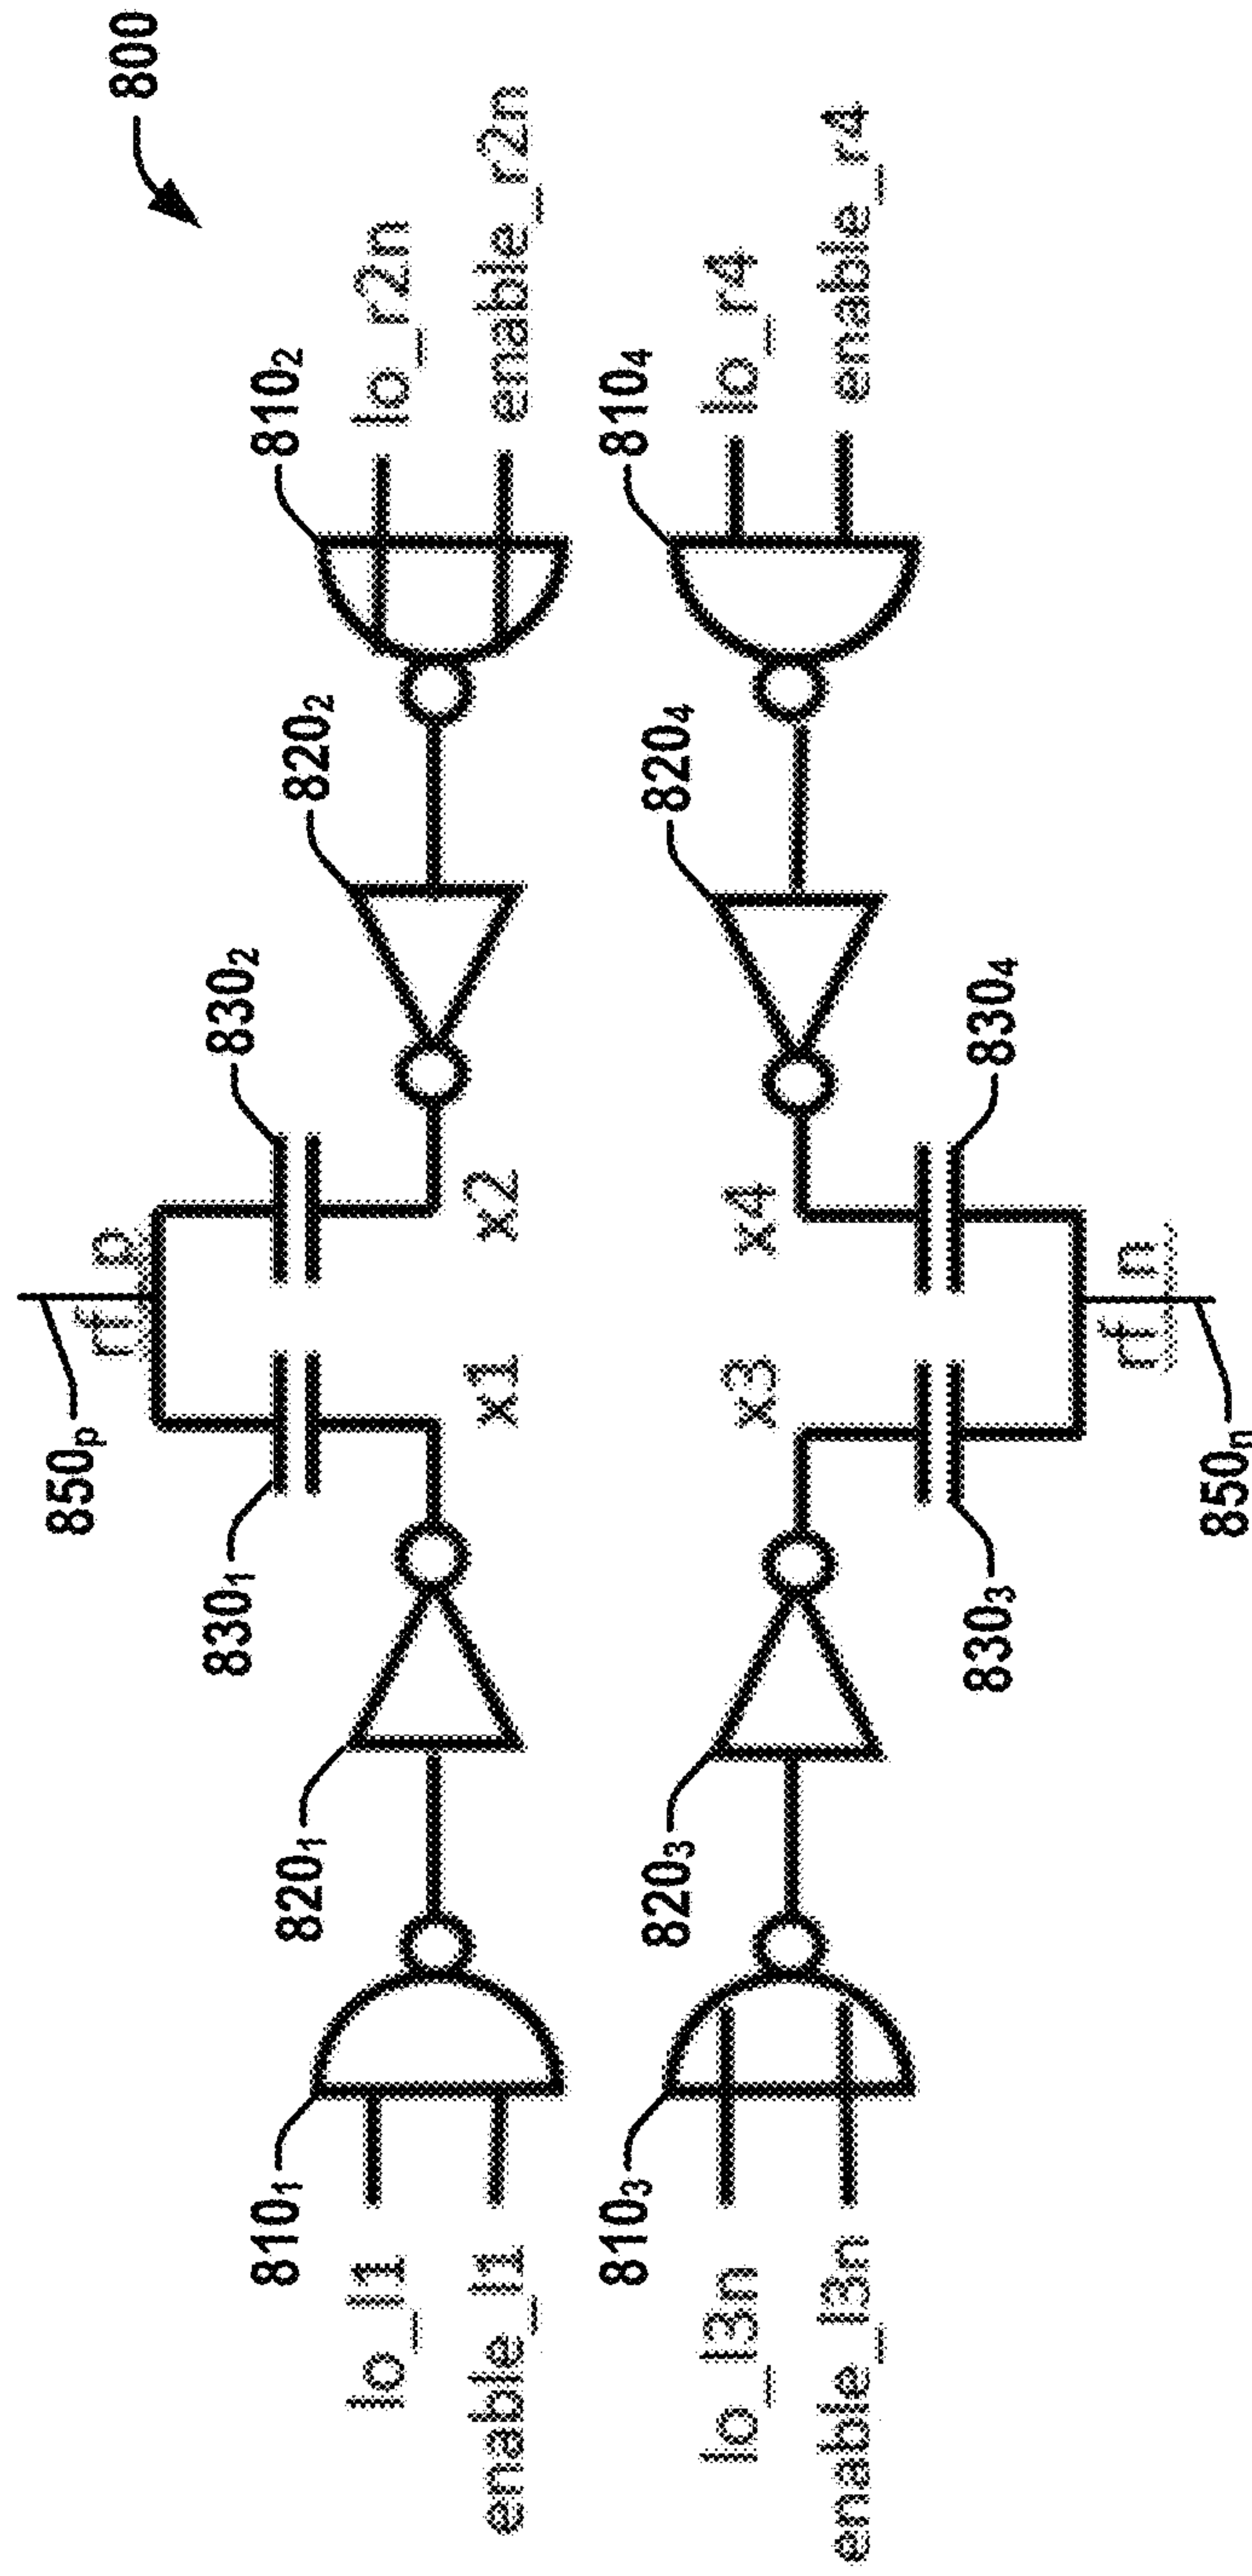 800
850ₚ
rf_p
830₁
830₂
820₁
820₂
810₁
810₂
lo_l1
enable_l1
x1
x2
lo_r2n
enable_r2n
810₃
820₃
820₄
810₄
lo_l3n
enable_l3n
x3
x4
lo_r4
enable_r4
830₃
830₄
rf_n
850ₙ